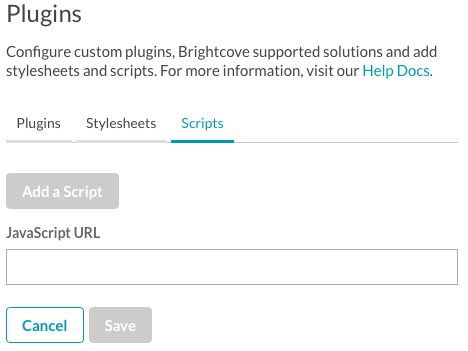 Plugins
Configure custom plugins, Brightcove supported solutions and add
stylesheets and scripts. For more information, visit our Help Docs.
Plugins Stylesheets Scripts
Add a Script
JavaScript URL
Cancel Save